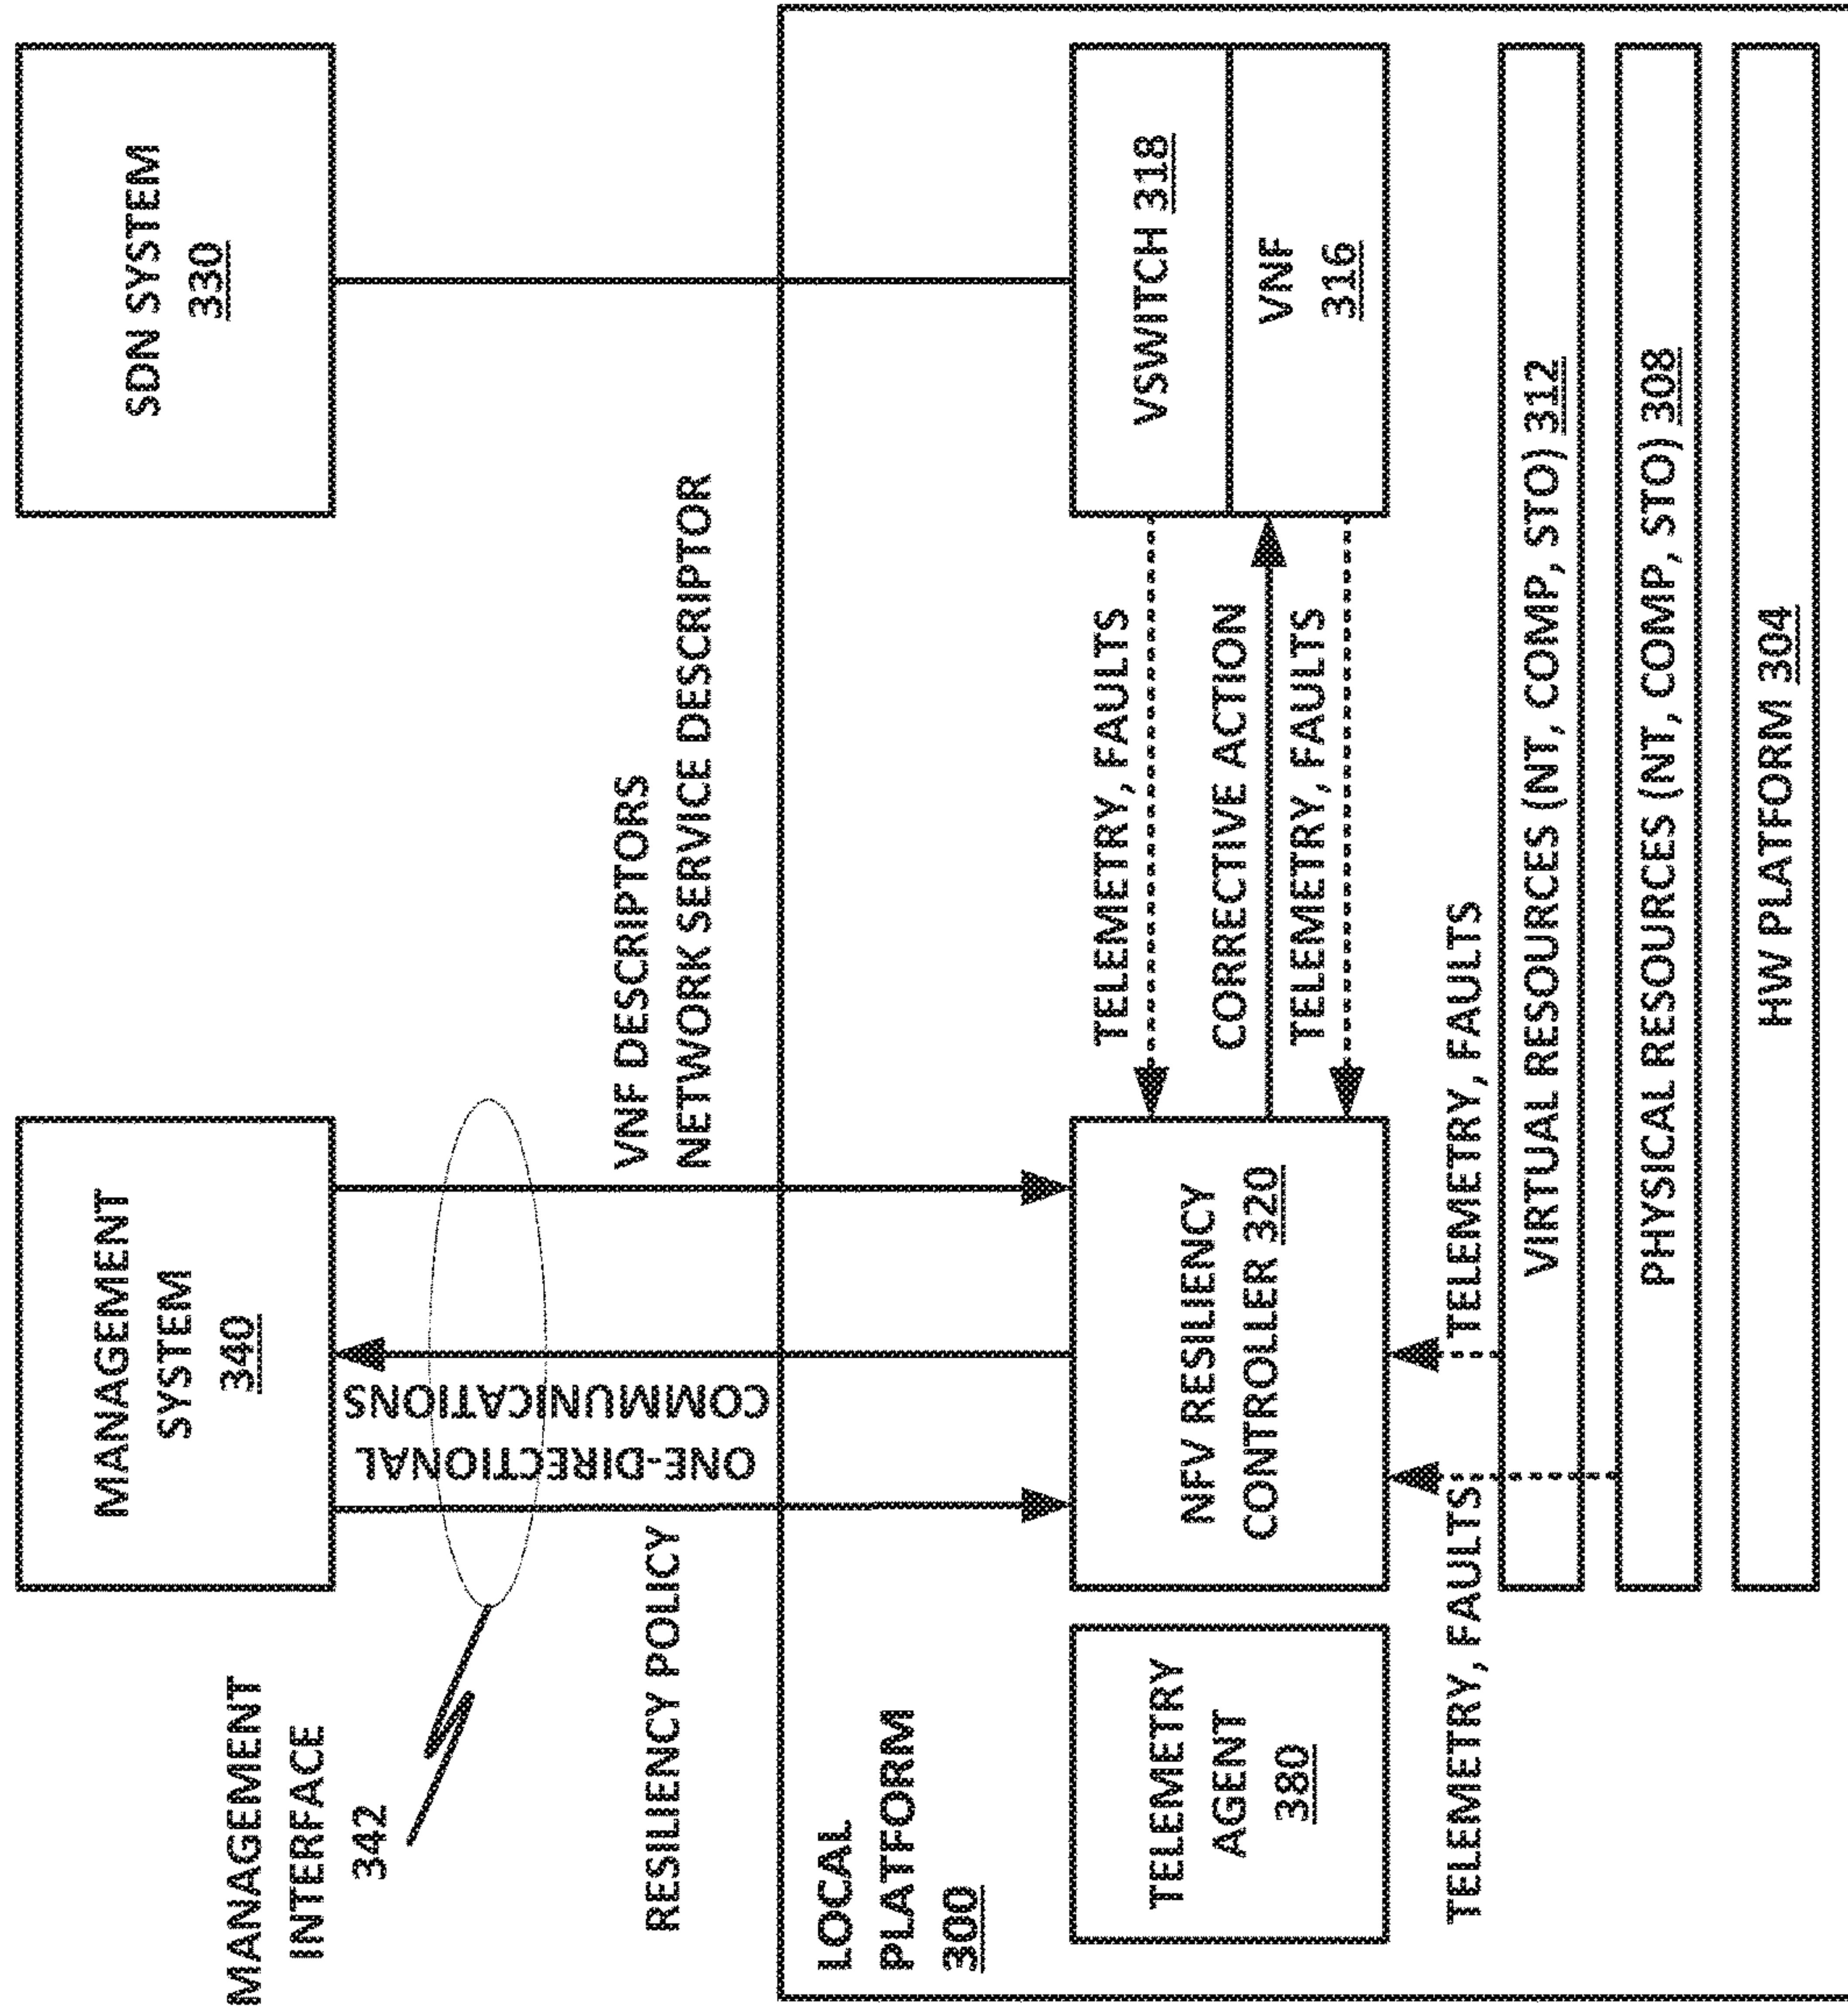 MANAGEMENT
INTERFACE
342
MANAGEMENT
SYSTEM
340
SDN SYSTEM
330
RESILIENCY POLICY
ONE-DIRECTIONAL
COMMUNICATIONS
VNF DESCRIPTORS
NETWORK SERVICE DESCRIPTOR
LOCAL
PLATFORM
300
TELEMETRY
AGENT
380
NFV RESILIENCY
CONTROLLER 320
TELEMETRY, FAULTS
CORRECTIVE ACTION
TELEMETRY, FAULTS
VSWITCH 318
VNF
316
TELEMETRY, FAULTS
TELEMETRY, FAULTS
VIRTUAL RESOURCES (NT, COMP, STO) 312
PHYSICAL RESOURCES (NT, COMP, STO) 308
HW PLATFORM 304